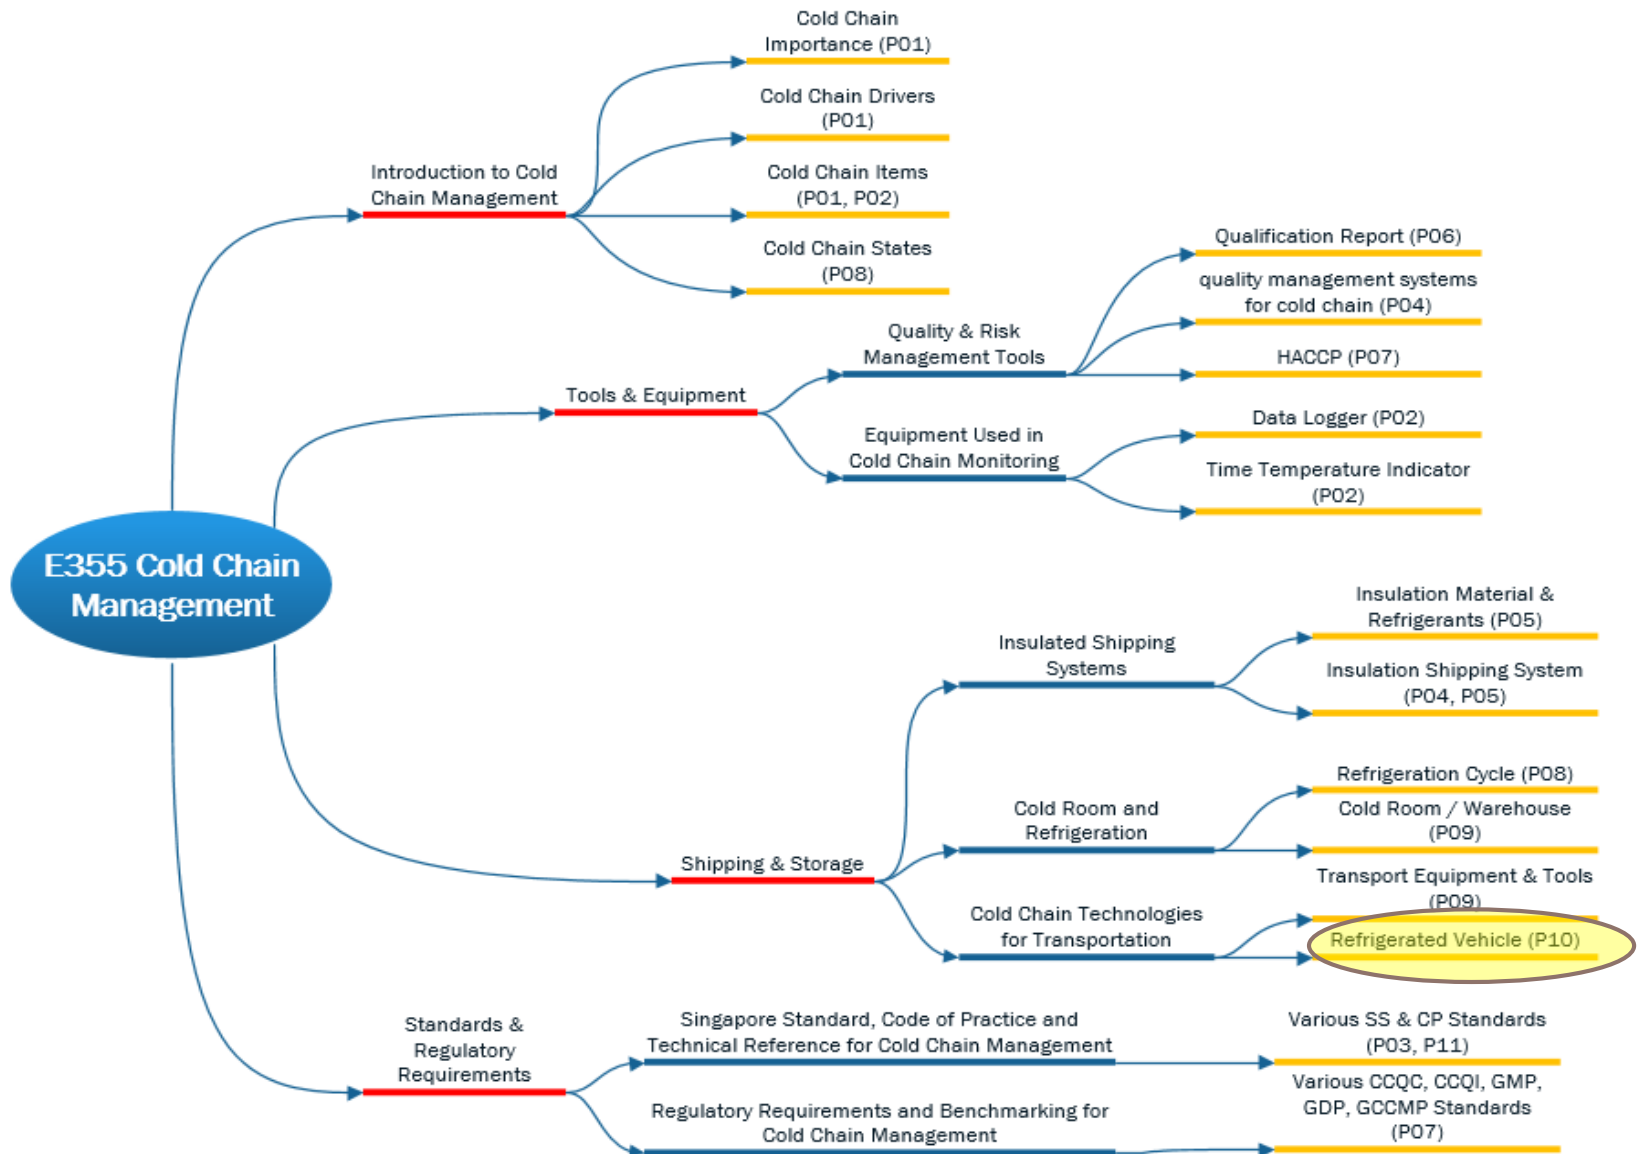 Cold Chain
Importance (P01)
Cold Chain Drivers
(P01)
Introduction to Cold
Chain Management
Cold Chain Items
(P01, P02)
Cold Chain States
(P08)
Qualification Report (P06)
quality management systems
for cold chain (P04)
Quality & Risk
Management Tools
HACCP (P07)
Tools & Equipment
Data Logger (P02)
Equipment Used in
Cold Chain Monitoring
Time Temperature Indicator
(P02)
E355 Cold Chain
Management
Insulation Material &
Refrigerants (P05)
Insulated Shipping
Systems
Insulation Shipping System
(P04, P05)
Refrigeration Cycle (P08)
Cold Room and
Refrigeration
Cold Room / Warehouse
(P09)
Shipping & Storage
Transport Equipment & Tools
(P09)
Cold Chain Technologies
for Transportation
Refrigerated Vehicle (P10)
Standards &
Regulatory
Requirements
Singapore Standard, Code of Practice and
Technical Reference for Cold Chain Management
Various SS & CP Standards
(P03, P11)
Regulatory Requirements and Benchmarking for
Cold Chain Management
Various CCQC, CCQI, GMP,
GDP, GCCMP Standards
(P07)